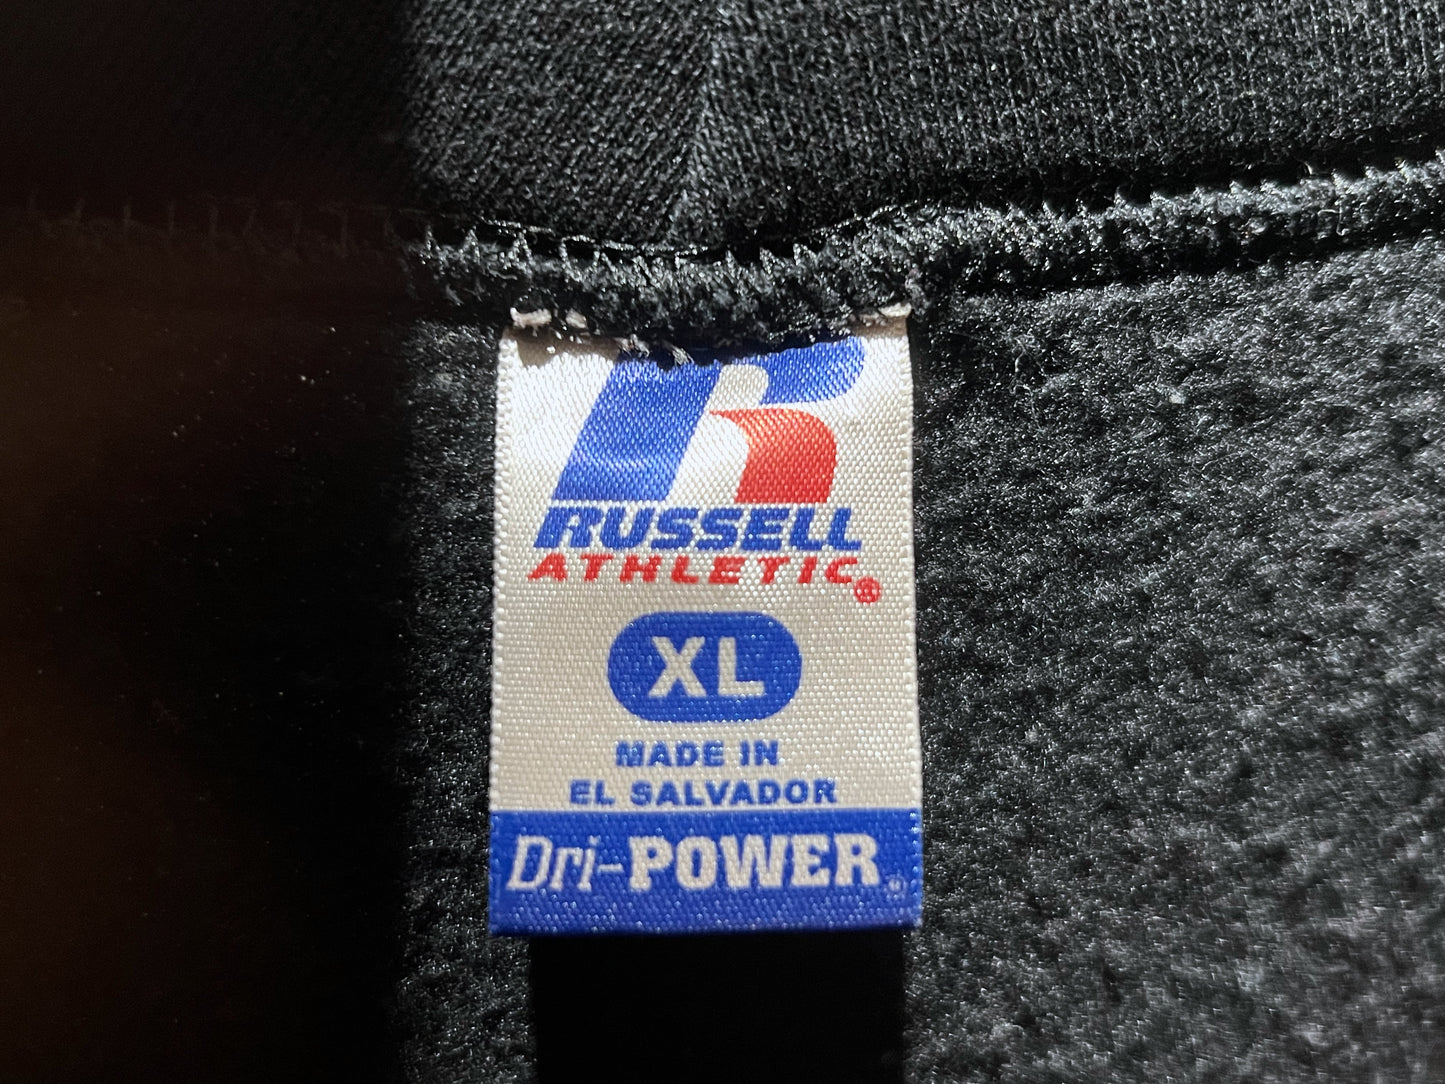 R
RUSSELL
ATHLETIC®
XL
MADE IN
EL SALVADOR
Dri-POWER®